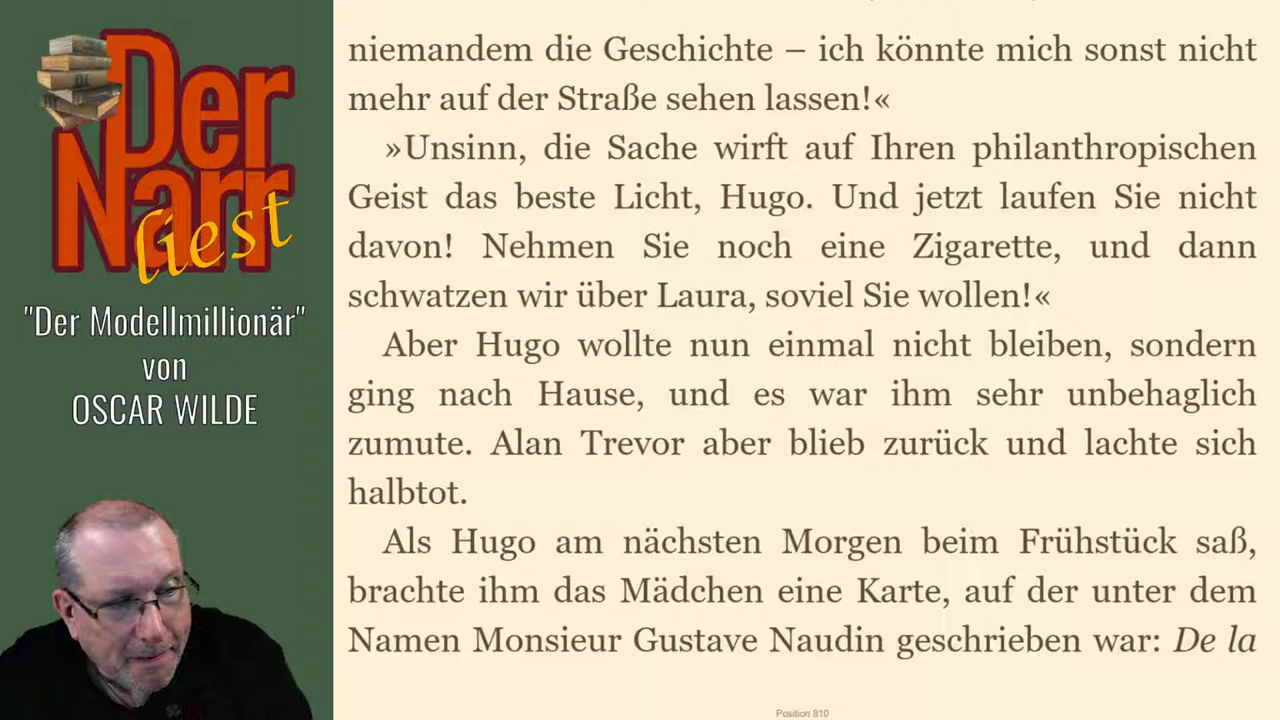 Der
Narr
liest
"Der Modellmillionär"
von
OSCAR WILDE
niemandem die Geschichte – ich könnte mich sonst nicht
mehr auf der Straße sehen lassen!«
»Unsinn, die Sache wirft auf Ihren philanthropischen
Geist das beste Licht, Hugo. Und jetzt laufen Sie nicht
davon! Nehmen Sie noch eine Zigarette, und dann
schwatzen wir über Laura, soviel Sie wollen!«
Aber Hugo wollte nun einmal nicht bleiben, sondern
ging nach Hause, und es war ihm sehr unbehaglich
zumute. Alan Trevor aber blieb zurück und lachte sich
halbtot.
Als Hugo am nächsten Morgen beim Frühstück saß,
brachte ihm das Mädchen eine Karte, auf der unter dem
Namen Monsieur Gustave Naudin geschrieben war: De la
Position 810